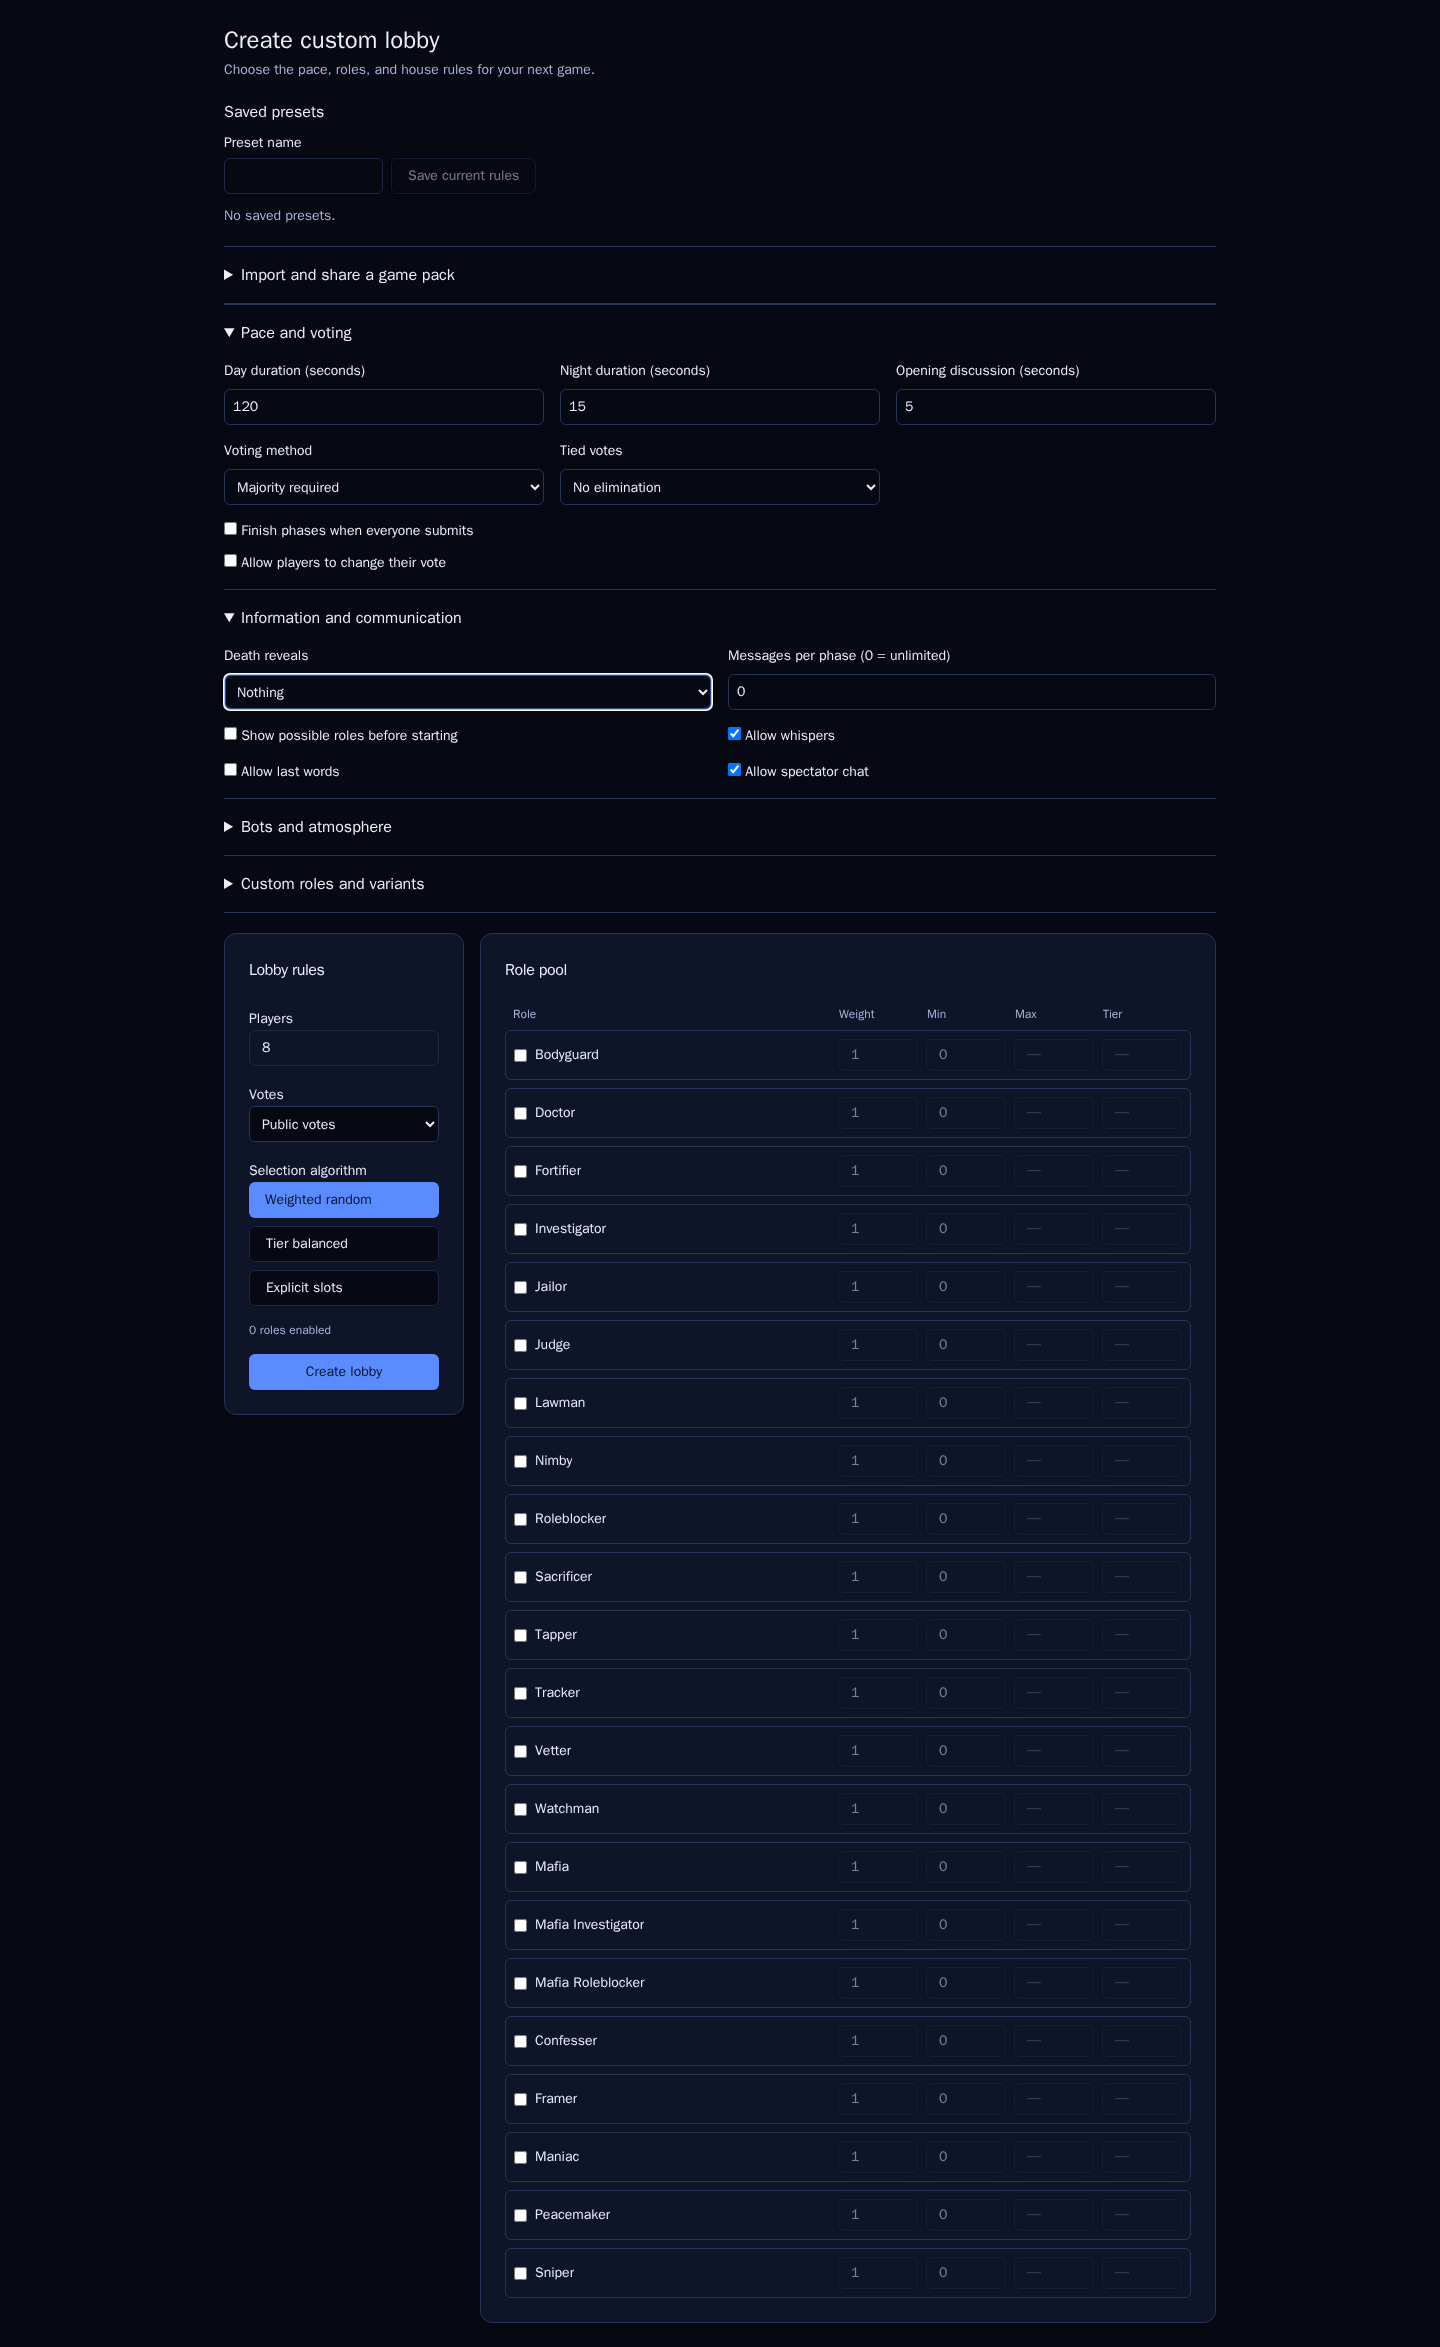 Create custom lobby
Choose the pace, roles, and house rules for your next game.
Saved presets
Preset name
Save current rules
No saved presets.
Import and share a game pack
Pace and voting
Day duration (seconds) Night duration (seconds) Opening discussion (seconds)
120 15 5
Voting method Tied votes
Majority required No elimination
Finish phases when everyone submits
Allow players to change their vote
Information and communication
Death reveals Messages per phase (0 = unlimited)
Nothing 0
Show possible roles before starting Allow whispers
Allow last words Allow spectator chat
Bots and atmosphere
Custom roles and variants
Lobby rules
Players
8
Votes
Public votes
Selection algorithm
Weighted random
Tier balanced
Explicit slots
0 roles enabled
Create lobby
Role pool
Role Weight Min Max Tier
Bodyguard 1 0 — —
Doctor 1 0 — —
Fortifier 1 0 — —
Investigator 1 0 — —
Jailor 1 0 — —
Judge 1 0 — —
Lawman 1 0 — —
Nimby 1 0 — —
Roleblocker 1 0 — —
Sacrificer 1 0 — —
Tapper 1 0 — —
Tracker 1 0 — —
Vetter 1 0 — —
Watchman 1 0 — —
Mafia 1 0 — —
Mafia Investigator 1 0 — —
Mafia Roleblocker 1 0 — —
Confesser 1 0 — —
Framer 1 0 — —
Maniac 1 0 — —
Peacemaker 1 0 — —
Sniper 1 0 — —